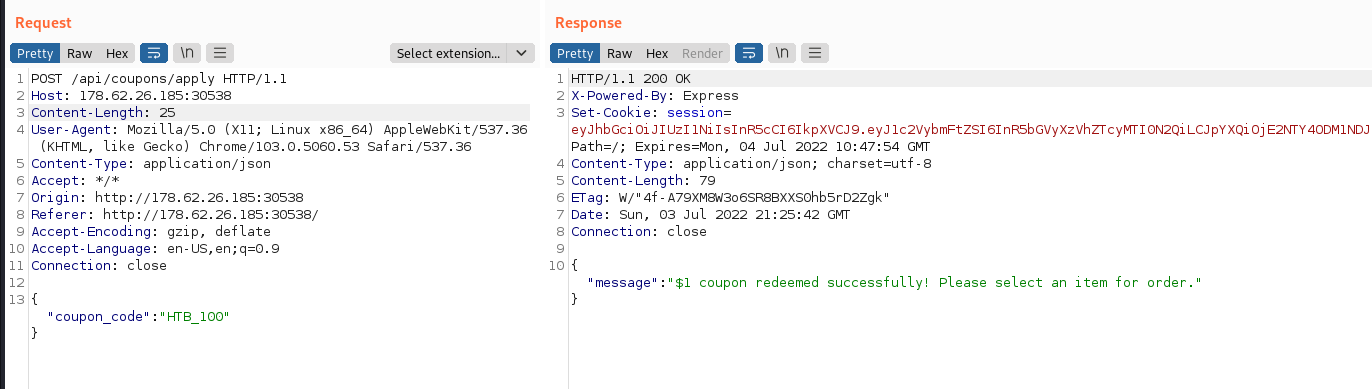 Request
Pretty Raw Hex \n Select extension...
1 POST /api/coupons/apply HTTP/1.1
2 Host: 178.62.26.185:30538
3 Content-Length: 25
4 User-Agent: Mozilla/5.0 (X11; Linux x86_64) AppleWebKit/537.36
(KHTML, like Gecko) Chrome/103.0.5060.53 Safari/537.36
5 Content-Type: application/json
6 Accept: */*
7 Origin: http://178.62.26.185:30538
8 Referer: http://178.62.26.185:30538/
9 Accept-Encoding: gzip, deflate
10 Accept-Language: en-US,en;q=0.9
11 Connection: close
12
13 {
"coupon_code":"HTB_100"
}
Response
Pretty Raw Hex Render \n
1 HTTP/1.1 200 OK
2 X-Powered-By: Express
3 Set-Cookie: session=
eyJhbGciOiJIUzI1NiIsInR5cCI6IkpXVCJ9.eyJ1c2VybmFtZSI6InR5bGVyXzVhZTcyMTI0N2QiLCJpYXQiOjE2NTY4ODM1NDJ
Path=/; Expires=Mon, 04 Jul 2022 10:47:54 GMT
4 Content-Type: application/json; charset=utf-8
5 Content-Length: 79
6 ETag: W/"4f-A79XM8W3o6SR8BXXS0hb5rD2Zgk"
7 Date: Sun, 03 Jul 2022 21:25:42 GMT
8 Connection: close
9
10 {
"message":"$1 coupon redeemed successfully! Please select an item for order."
}